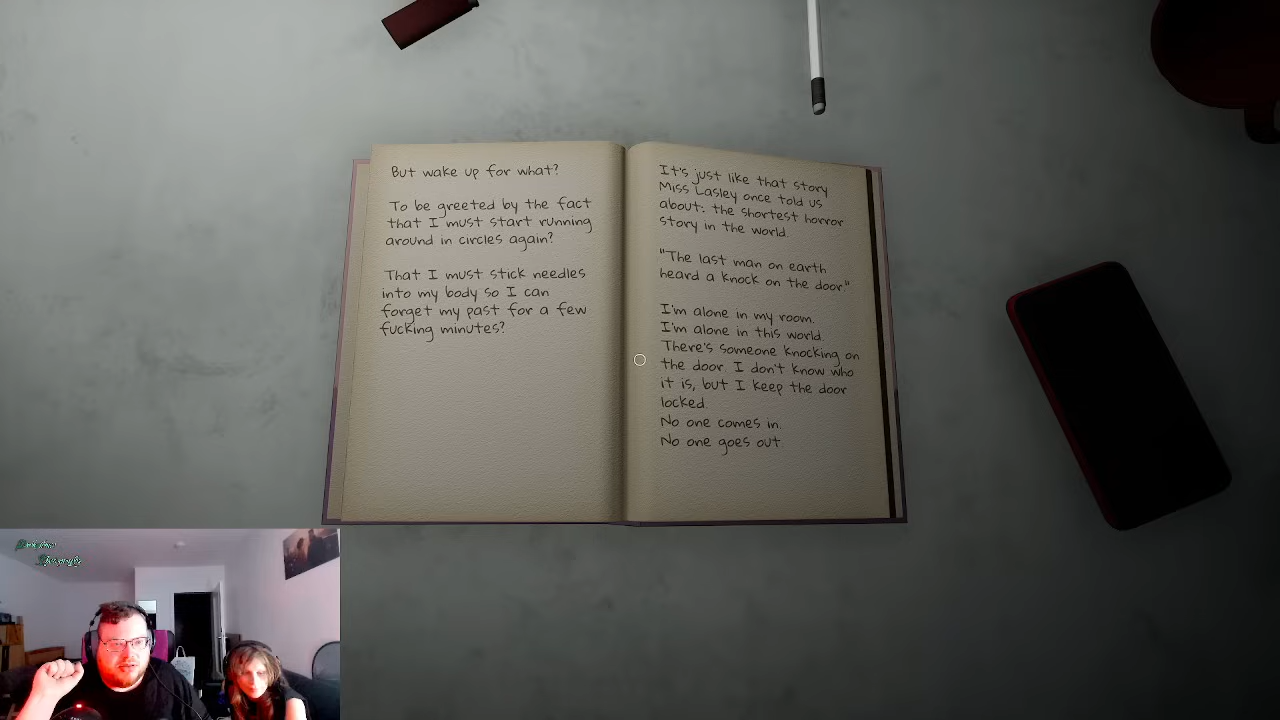 But wake up for what?
To be greeted by the fact
that I must start running
around in circles again?
That I must stick needles
into my body so I can
forget my past for a few
fucking minutes?
It's just like that story
Miss Lasley once told us
about: the shortest horror
story in the world.
"The last man on earth
heard a knock on the door."
I'm alone in my room.
I'm alone in this world.
There's someone knocking on
the door. I don't know who
it is, but I keep the door
locked.
No one comes in.
No one goes out.